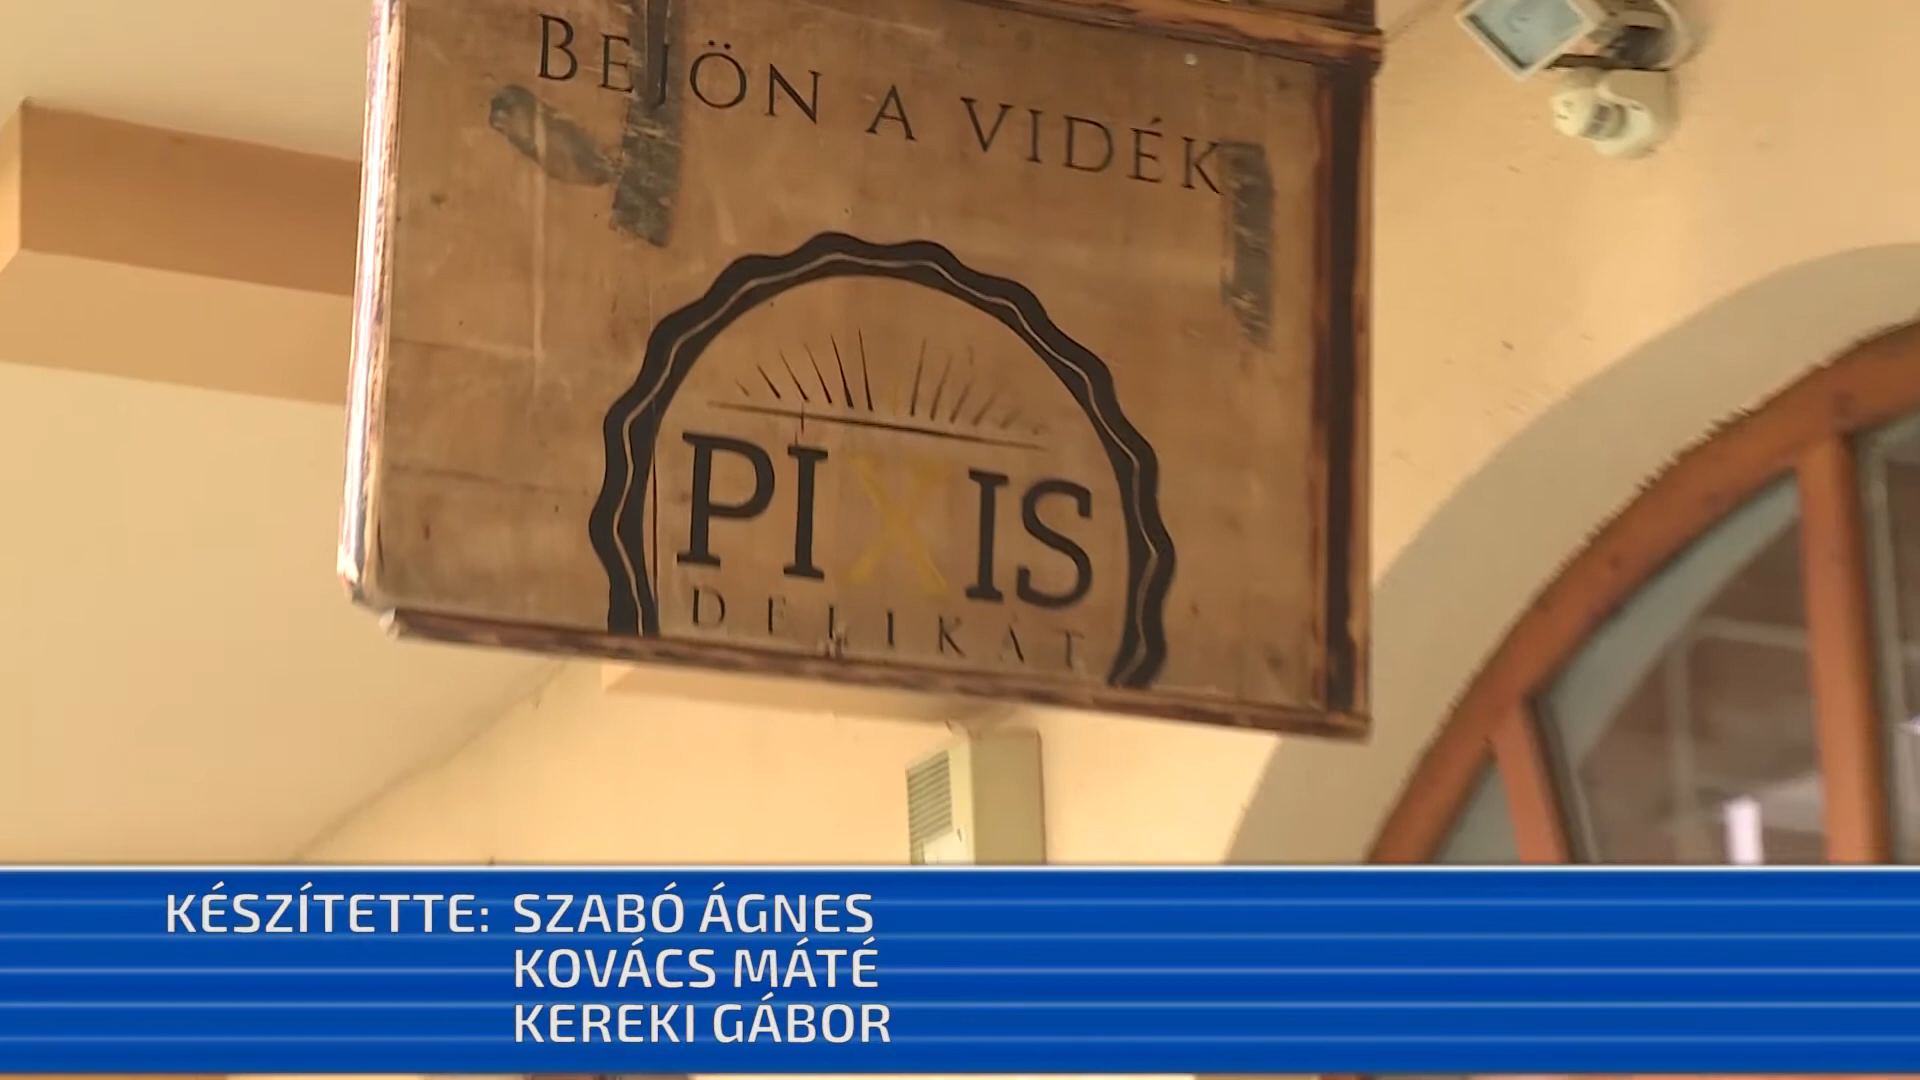 BEJÖN A VIDÉK
PIXIS
DELIKÁT
KÉSZÍTETTE: SZABÓ ÁGNES
KOVÁCS MÁTÉ
KEREKI GÁBOR